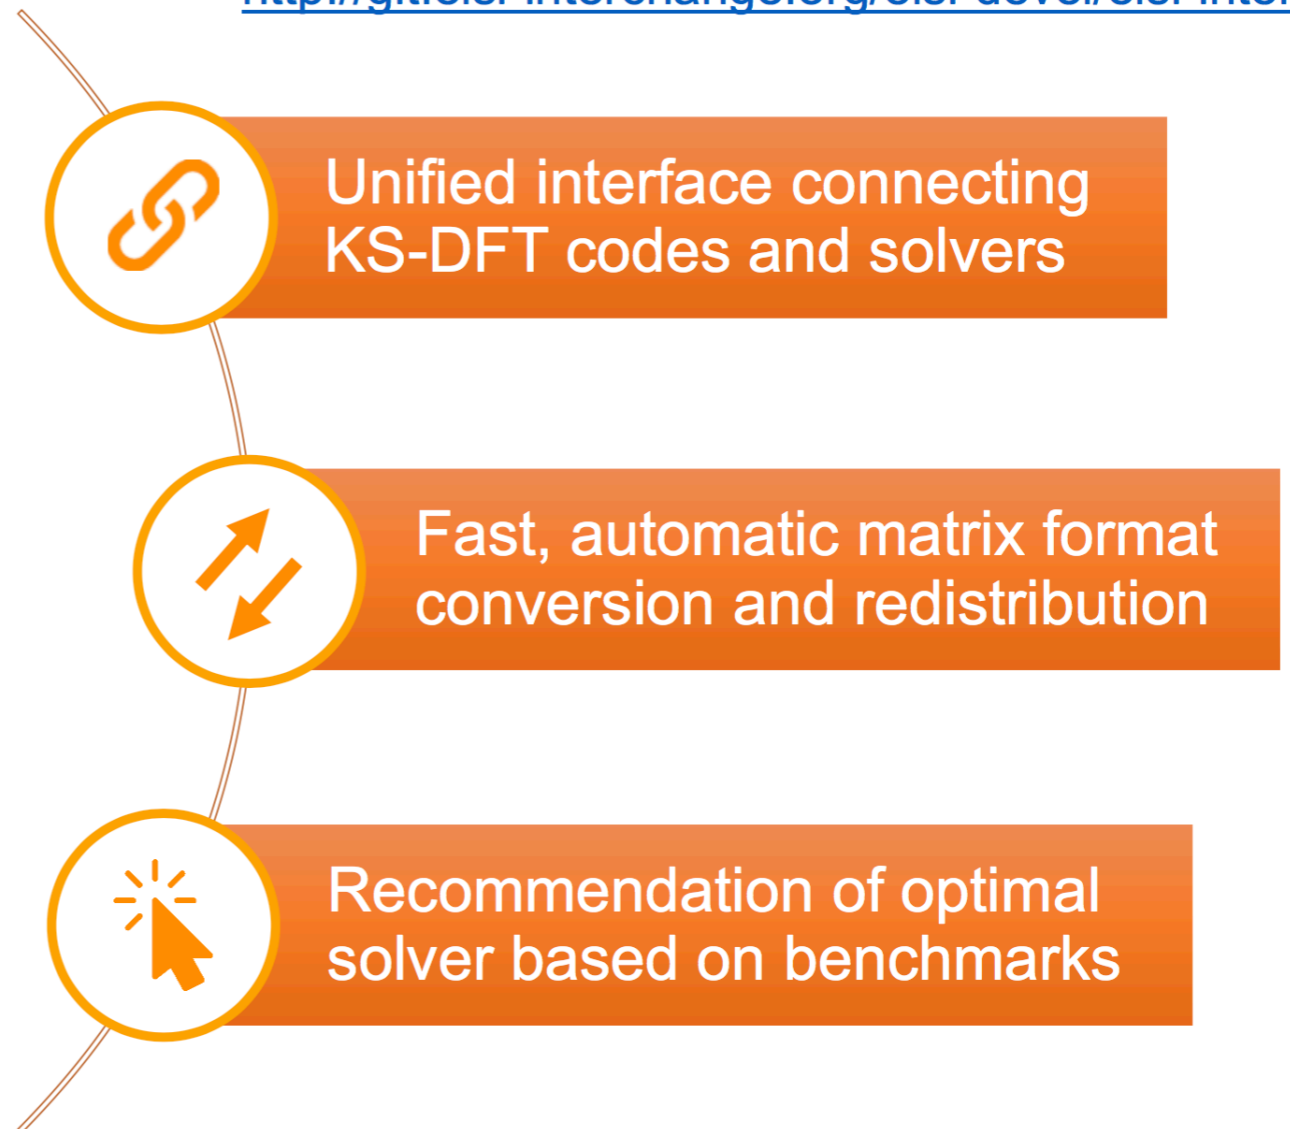 Unified interface connecting
KS-DFT codes and solvers
Fast, automatic matrix format
conversion and redistribution
Recommendation of optimal
solver based on benchmarks